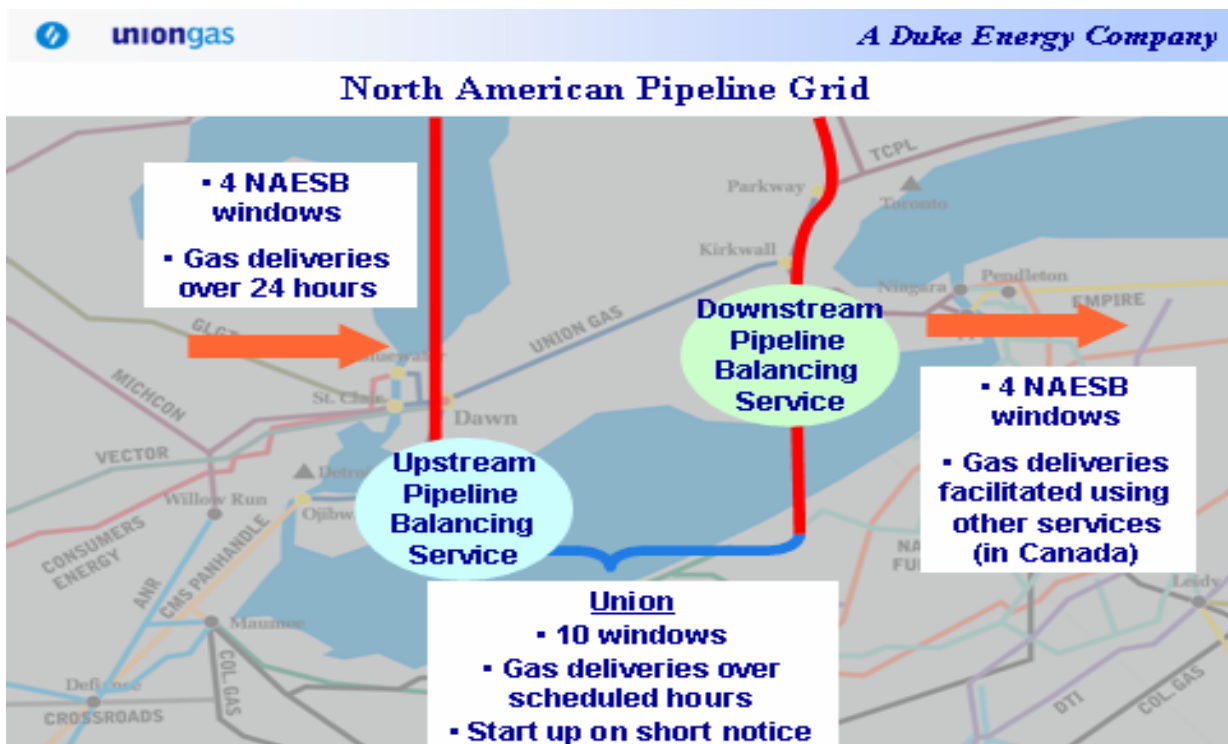 uniongas
A Duke Energy Company
North American Pipeline Grid
▪ 4 NAESB
windows
▪ Gas deliveries
over 24 hours
TCPL
Parkway
Toronto
Kirkwall
Niagara
Pendleton
EMPIRE
UNION GAS
Downstream
Pipeline
Balancing
Service
▪ 4 NAESB
windows
▪ Gas deliveries
facilitated using
other services
(in Canada)
MICHCON
St. Clair
Dawn
VECTOR
Willow Run
CONSUMERS
ENERGY
ANR
CMS PANHANDLE
Upstream
Pipeline
Balancing
Service
Union
▪ 10 windows
▪ Gas deliveries over
scheduled hours
▪ Start up on short notice
Maumee
COL. GAS
CROSSROADS
Leidy
DTI
COL. GAS